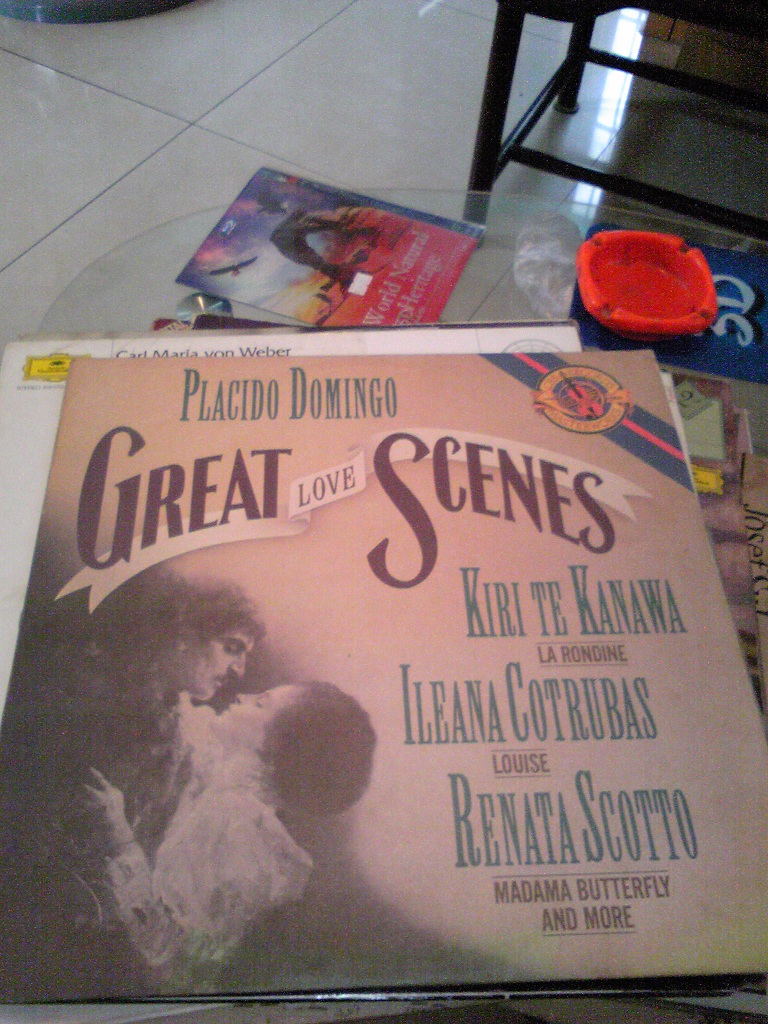 World Natural
Heritage
Carl Maria von Weber
PLACIDO DOMINGO
GREAT LOVE SCENES
KIRI TE KANAWA
LA RONDINE
ILEANA COTRUBAS
LOUISE
RENATA SCOTTO
MADAMA BUTTERFLY
AND MORE